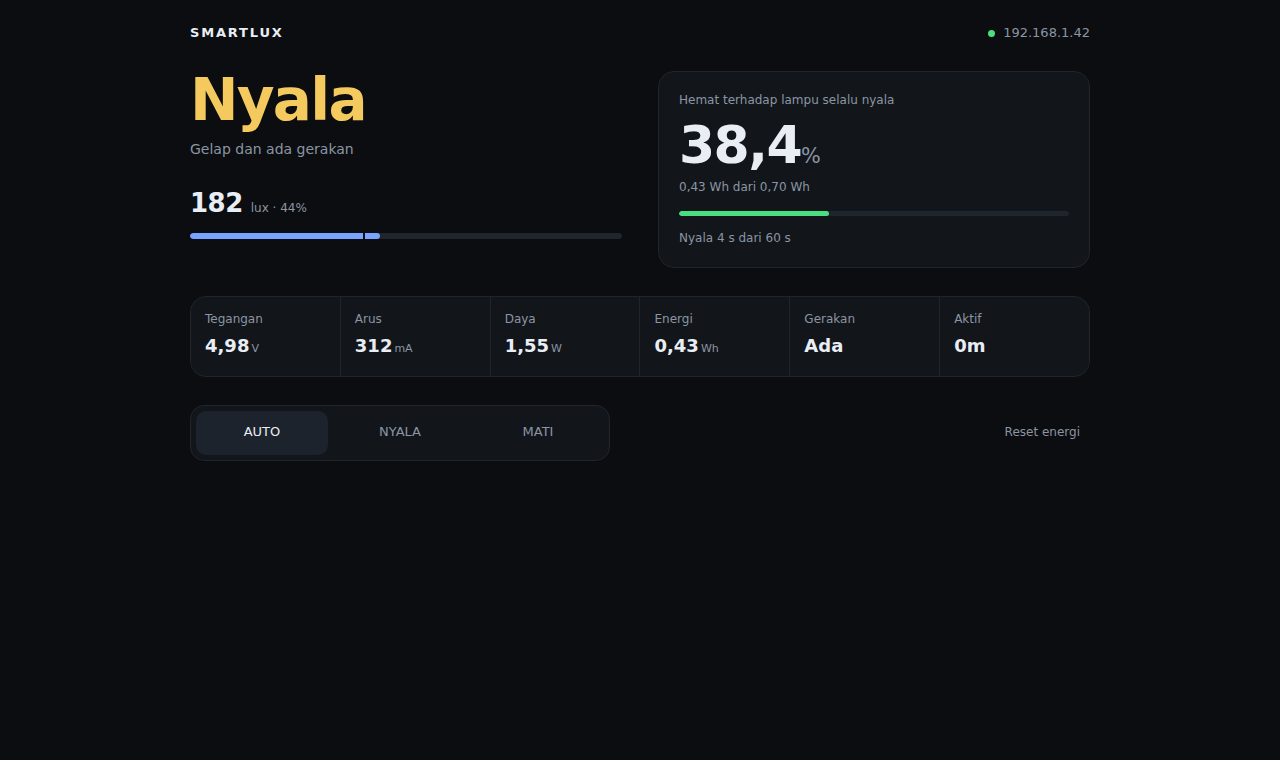 SMARTLUX
192.168.1.42
Nyala
Gelap dan ada gerakan
182 lux · 44%
Hemat terhadap lampu selalu nyala
38,4%
0,43 Wh dari 0,70 Wh
Nyala 4 s dari 60 s
Tegangan
4,98 V
Arus
312 mA
Daya
1,55 W
Energi
0,43 Wh
Gerakan
Ada
Aktif
0m
AUTO
NYALA
MATI
Reset energi